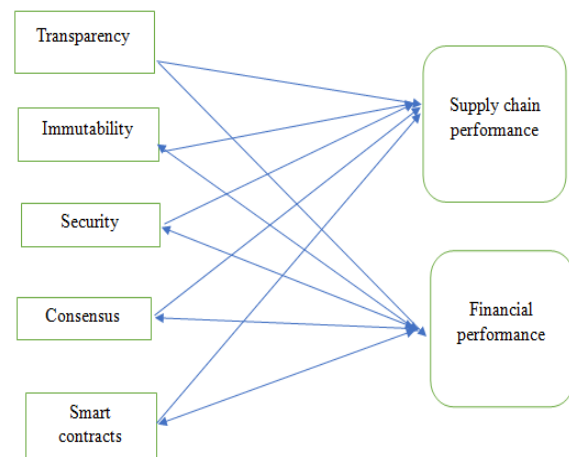 Transparency
Immutability
Security
Consensus
Smart
contracts
Supply chain
performance
Financial
performance